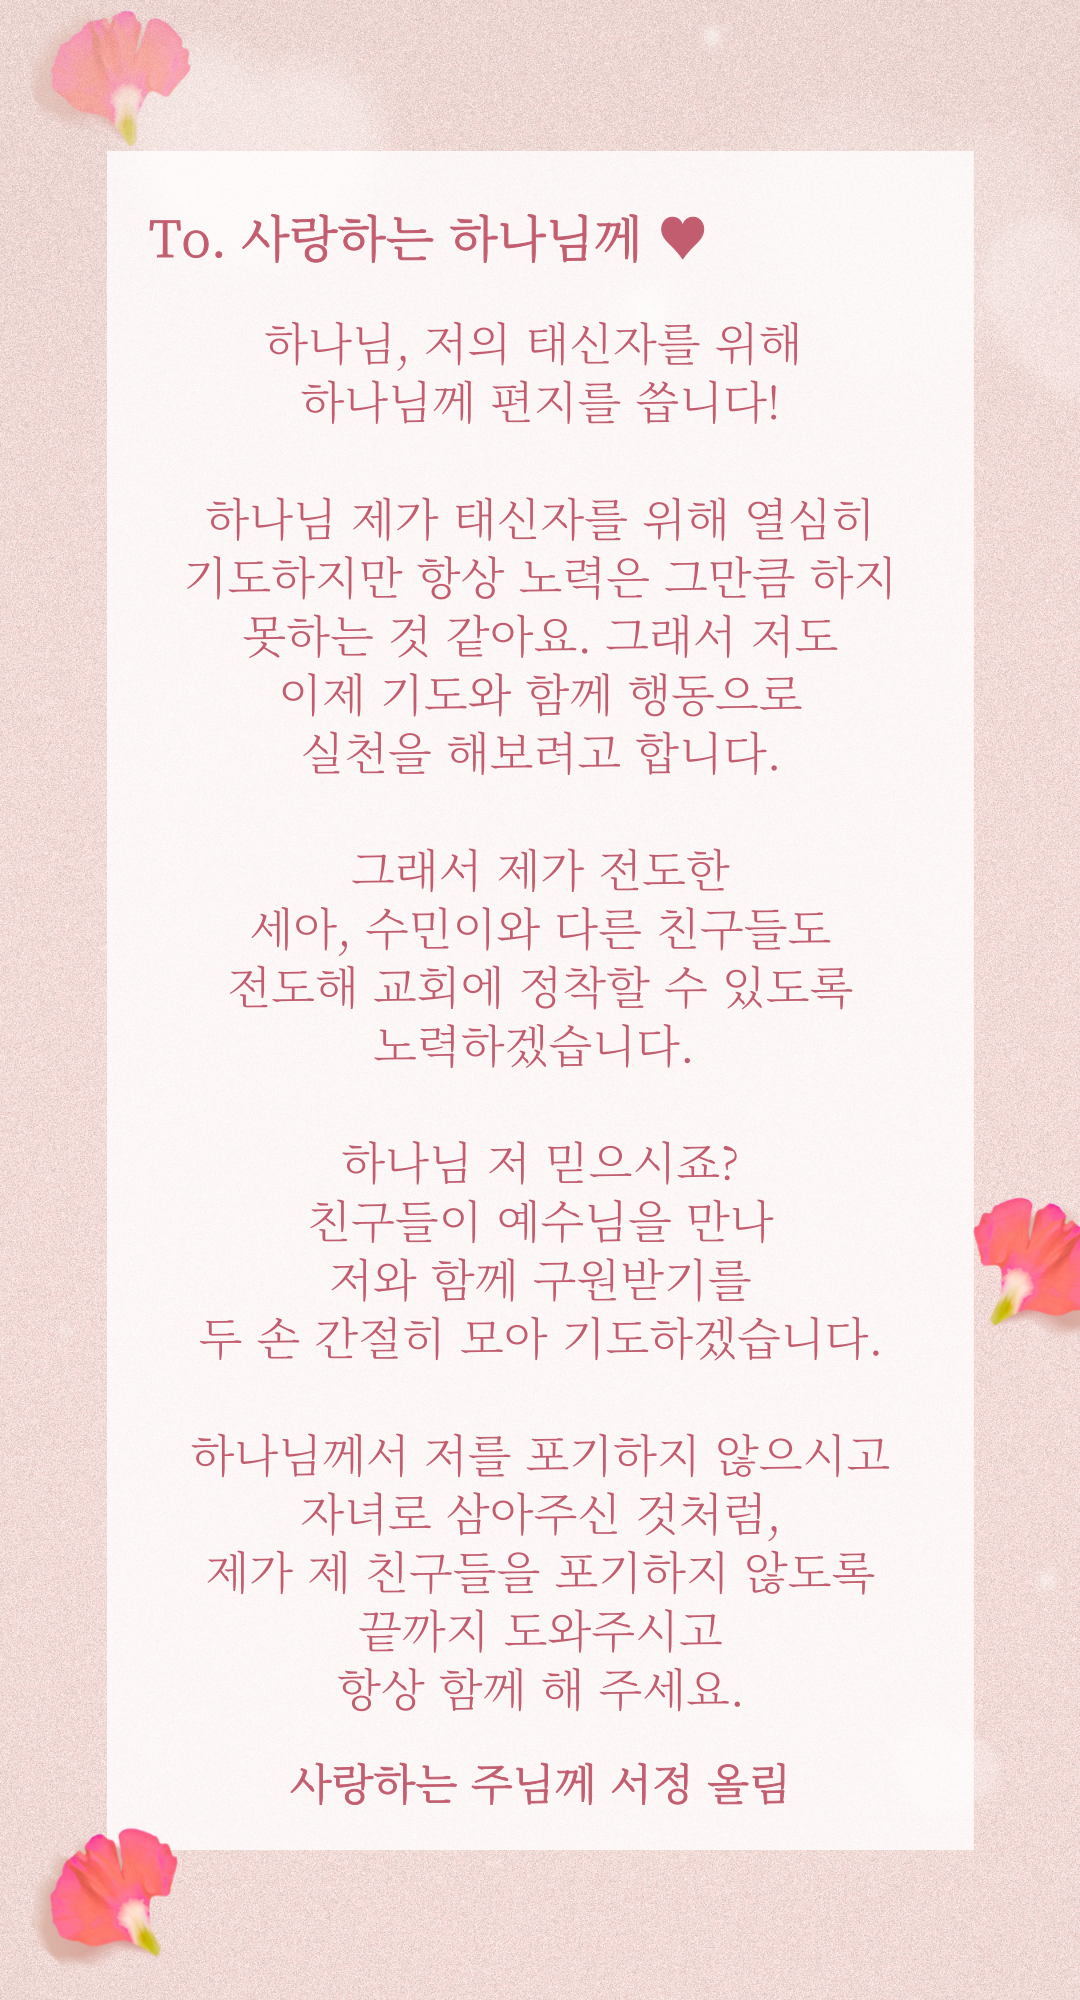 To. 사랑하는 하나님께 ♥
하나님, 저의 태신자를 위해
하나님께 편지를 씁니다!
하나님 제가 태신자를 위해 열심히
기도하지만 항상 노력은 그만큼 하지
못하는 것 같아요. 그래서 저도
이제 기도와 함께 행동으로
실천을 해보려고 합니다.
그래서 제가 전도한
세아, 수민이와 다른 친구들도
전도해 교회에 정착할 수 있도록
노력하겠습니다.
하나님 저 믿으시죠?
친구들이 예수님을 만나
저와 함께 구원받기를
두 손 간절히 모아 기도하겠습니다.
하나님께서 저를 포기하지 않으시고
자녀로 삼아주신 것처럼,
제가 제 친구들을 포기하지 않도록
끝까지 도와주시고
항상 함께 해 주세요.
사랑하는 주님께 서정 올림